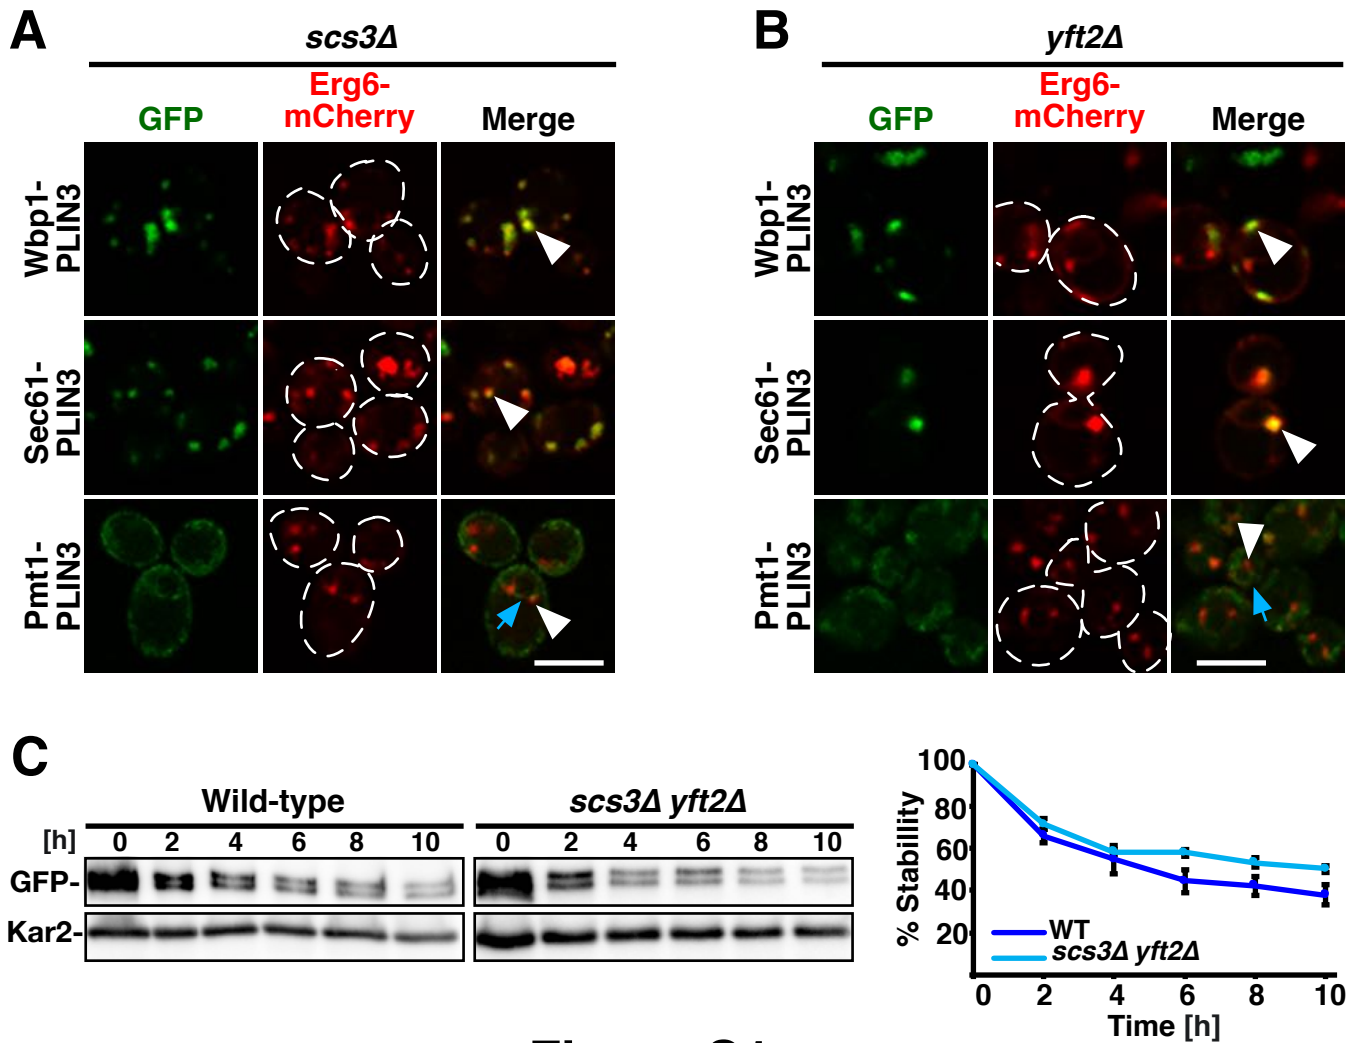 A
scs3Δ
GFP
Erg6-
mCherry
Merge
Wbp1-
PLIN3
Sec61-
PLIN3
Pmt1-
PLIN3
B
yft2Δ
GFP
Erg6-
mCherry
Merge
Wbp1-
PLIN3
Sec61-
PLIN3
Pmt1-
PLIN3
C
Wild-type
scs3Δ yft2Δ
[h] 0 2 4 6 8 10 0 2 4 6 8 10
GFP-
Kar2-
% Stabillity
100
80
60
40
20
WT
scs3Δ yft2Δ
0 2 4 6 8 10
Time [h]